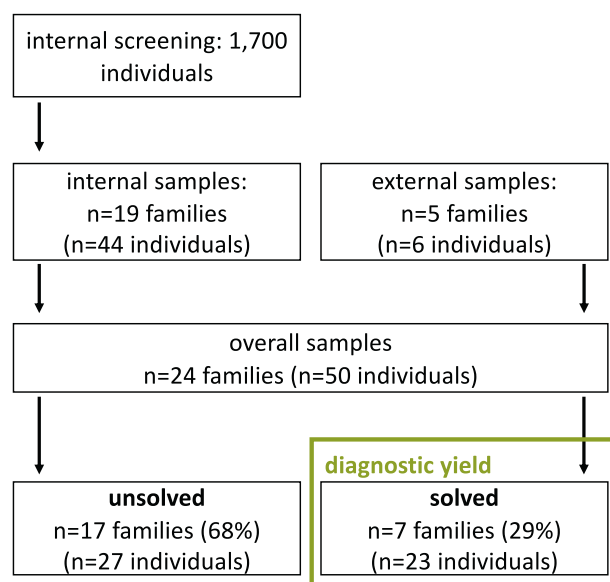 internal screening: 1,700
individuals
internal samples:
n=19 families
(n=44 individuals)
external samples:
n=5 families
(n=6 individuals)
overall samples
n=24 families (n=50 individuals)
unsolved
n=17 families (68%)
(n=27 individuals)
diagnostic yield
solved
n=7 families (29%)
(n=23 individuals)